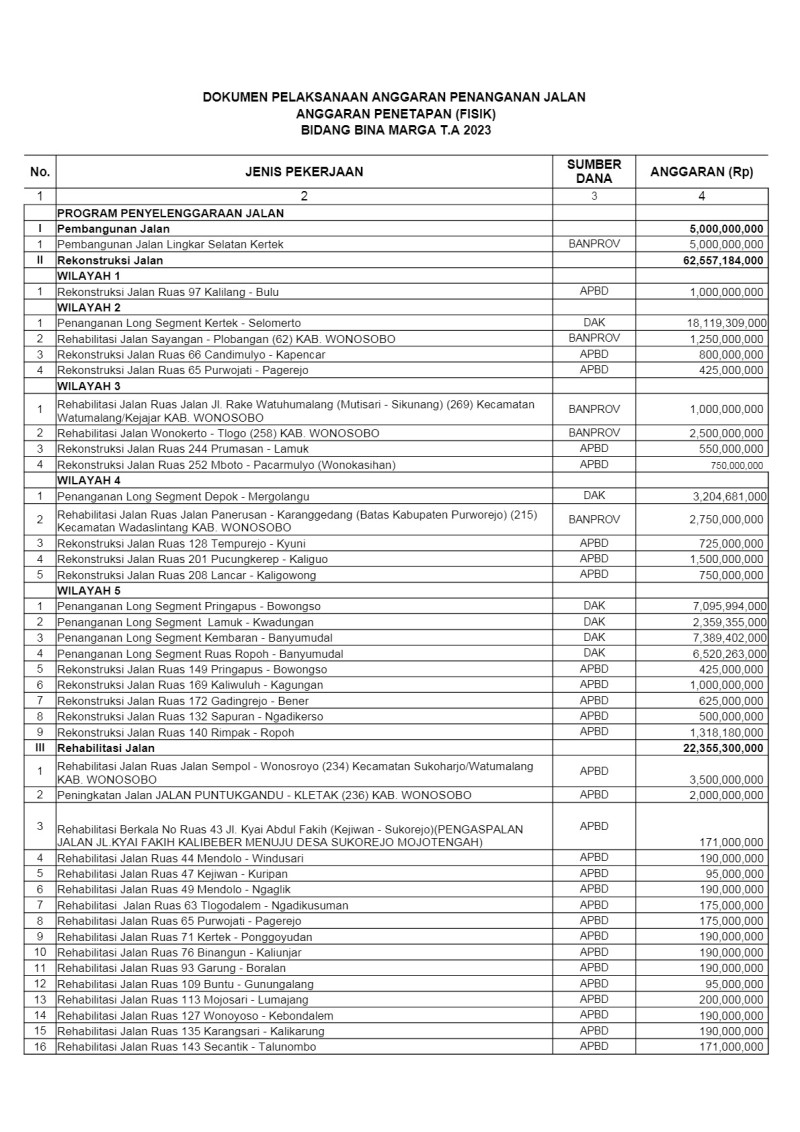 DOKUMEN PELAKSANAAN ANGGARAN PENANGANAN JALAN
ANGGARAN PENETAPAN (FISIK)
BIDANG BINA MARGA T.A 2023
No. JENIS PEKERJAAN SUMBER DANA ANGGARAN (Rp)
1 2 3 4
PROGRAM PENYELENGGARAAN JALAN
I Pembangunan Jalan 5,000,000,000
1 Pembangunan Jalan Lingkar Selatan Kertek BANPROV 5,000,000,000
II Rekonstruksi Jalan 62,557,184,000
WILAYAH 1
1 Rekonstruksi Jalan Ruas 97 Kalilang - Bulu APBD 1,000,000,000
WILAYAH 2
1 Penanganan Long Segment Kertek - Selomerto DAK 18,119,309,000
2 Rehabilitasi Jalan Sayangan - Plobangan (62) KAB. WONOSOBO BANPROV 1,250,000,000
3 Rekonstruksi Jalan Ruas 66 Candimulyo - Kapencar APBD 800,000,000
4 Rekonstruksi Jalan Ruas 65 Purwojati - Pagerejo APBD 425,000,000
WILAYAH 3
1 Rehabilitasi Jalan Ruas Jalan Jl. Rake Watuhumalang (Mutisari - Sikunang) (269) Kecamatan
Watumalang/Kejajar KAB. WONOSOBO BANPROV 1,000,000,000
2 Rehabilitasi Jalan Wonokerto - Tlogo (258) KAB. WONOSOBO BANPROV 2,500,000,000
3 Rekonstruksi Jalan Ruas 244 Prumasan - Lamuk APBD 550,000,000
4 Rekonstruksi Jalan Ruas 252 Mboto - Pacarmulyo (Wonokasihan) APBD 750,000,000
WILAYAH 4
1 Penanganan Long Segment Depok - Mergolangu DAK 3,204,681,000
2 Rehabilitasi Jalan Ruas Jalan Panerusan - Karanggedang (Batas Kabupaten Purworejo) (215)
Kecamatan Wadaslintang KAB. WONOSOBO BANPROV 2,750,000,000
3 Rekonstruksi Jalan Ruas 128 Tempurejo - Kyuni APBD 725,000,000
4 Rekonstruksi Jalan Ruas 201 Pucungkerep - Kaliguo APBD 1,500,000,000
5 Rekonstruksi Jalan Ruas 208 Lancar - Kaligowong APBD 750,000,000
WILAYAH 5
1 Penanganan Long Segment Pringapus - Bowongso DAK 7,095,994,000
2 Penanganan Long Segment Lamuk - Kwadungan DAK 2,359,355,000
3 Penanganan Long Segment Kembaran - Banyumudal DAK 7,389,402,000
4 Penanganan Long Segment Ruas Ropoh - Banyumudal DAK 6,520,263,000
5 Rekonstruksi Jalan Ruas 149 Pringapus - Bowongso APBD 425,000,000
6 Rekonstruksi Jalan Ruas 169 Kaliwuluh - Kagungan APBD 1,000,000,000
7 Rekonstruksi Jalan Ruas 172 Gadingrejo - Bener APBD 625,000,000
8 Rekonstruksi Jalan Ruas 132 Sapuran - Ngadikerso APBD 500,000,000
9 Rekonstruksi Jalan Ruas 140 Rimpak - Ropoh APBD 1,318,180,000
III Rehabilitasi Jalan 22,355,300,000
1 Rehabilitasi Jalan Ruas Jalan Sempol - Wonosroyo (234) Kecamatan Sukoharjo/Watumalang
KAB. WONOSOBO APBD 3,500,000,000
2 Peningkatan Jalan JALAN PUNTUKGANDU - KLETAK (236) KAB. WONOSOBO APBD 2,000,000,000
3 Rehabilitasi Berkala No Ruas 43 Jl. Kyai Abdul Fakih (Kejiwan - Sukorejo)(PENGASPALAN
JALAN JL.KYAI FAKIH KALIBEBER MENUJU DESA SUKOREJO MOJOTENGAH) APBD 171,000,000
4 Rehabilitasi Jalan Ruas 44 Mendolo - Windusari APBD 190,000,000
5 Rehabilitasi Jalan Ruas 47 Kejiwan - Kuripan APBD 95,000,000
6 Rehabilitasi Jalan Ruas 49 Mendolo - Ngaglik APBD 190,000,000
7 Rehabilitasi Jalan Ruas 63 Tlogodalem - Ngadikusuman APBD 175,000,000
8 Rehabilitasi Jalan Ruas 65 Purwojati - Pagerejo APBD 175,000,000
9 Rehabilitasi Jalan Ruas 71 Kertek - Ponggoyudan APBD 190,000,000
10 Rehabilitasi Jalan Ruas 76 Binangun - Kaliunjar APBD 190,000,000
11 Rehabilitasi Jalan Ruas 93 Garung - Boralan APBD 190,000,000
12 Rehabilitasi Jalan Ruas 109 Buntu - Gunungalang APBD 95,000,000
13 Rehabilitasi Jalan Ruas 113 Mojosari - Lumajang APBD 200,000,000
14 Rehabilitasi Jalan Ruas 127 Wonoyoso - Kebondalem APBD 190,000,000
15 Rehabilitasi Jalan Ruas 135 Karangsari - Kalikarung APBD 190,000,000
16 Rehabilitasi Jalan Ruas 143 Secantik - Talunombo APBD 171,000,000